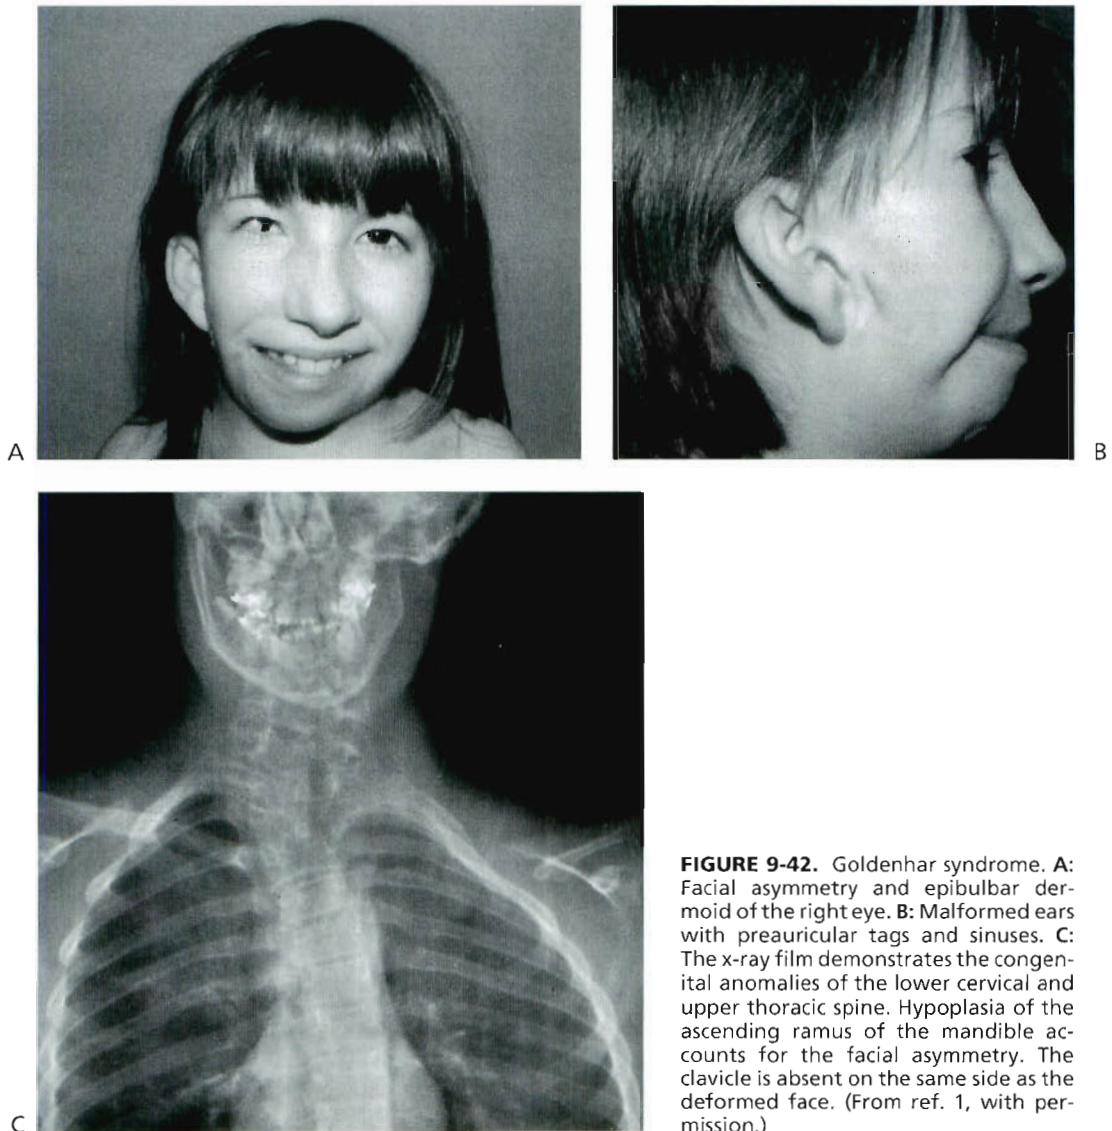 A
B
C
FIGURE 9-42. Goldenhar syndrome. A:
Facial asymmetry and epibulbar der-
moid of the right eye. B: Malformed ears
with preauricular tags and sinuses. C:
The x-ray film demonstrates the congen-
ital anomalies of the lower cervical and
upper thoracic spine. Hypoplasia of the
ascending ramus of the mandible ac-
counts for the facial asymmetry. The
clavicle is absent on the same side as the
deformed face. (From ref. 1, with per-
mission.)